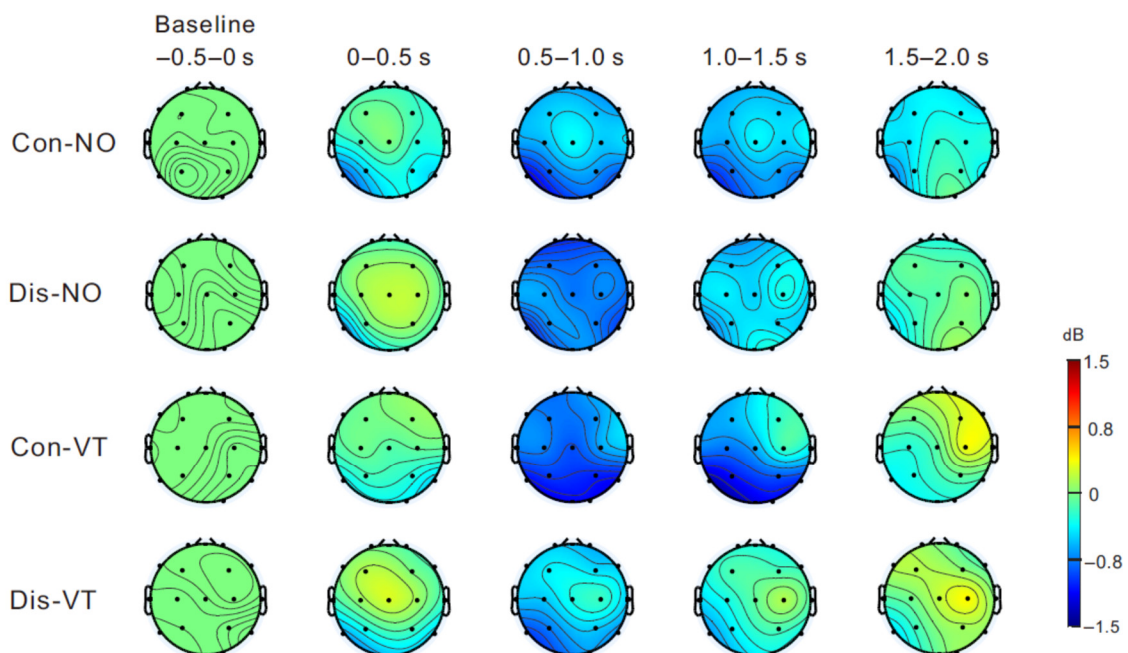 Baseline
–0.5–0 s 0–0.5 s 0.5–1.0 s 1.0–1.5 s 1.5–2.0 s
Con-NO
Dis-NO
dB
1.5
Con-VT
0.8
0
Dis-VT
–0.8
–1.5